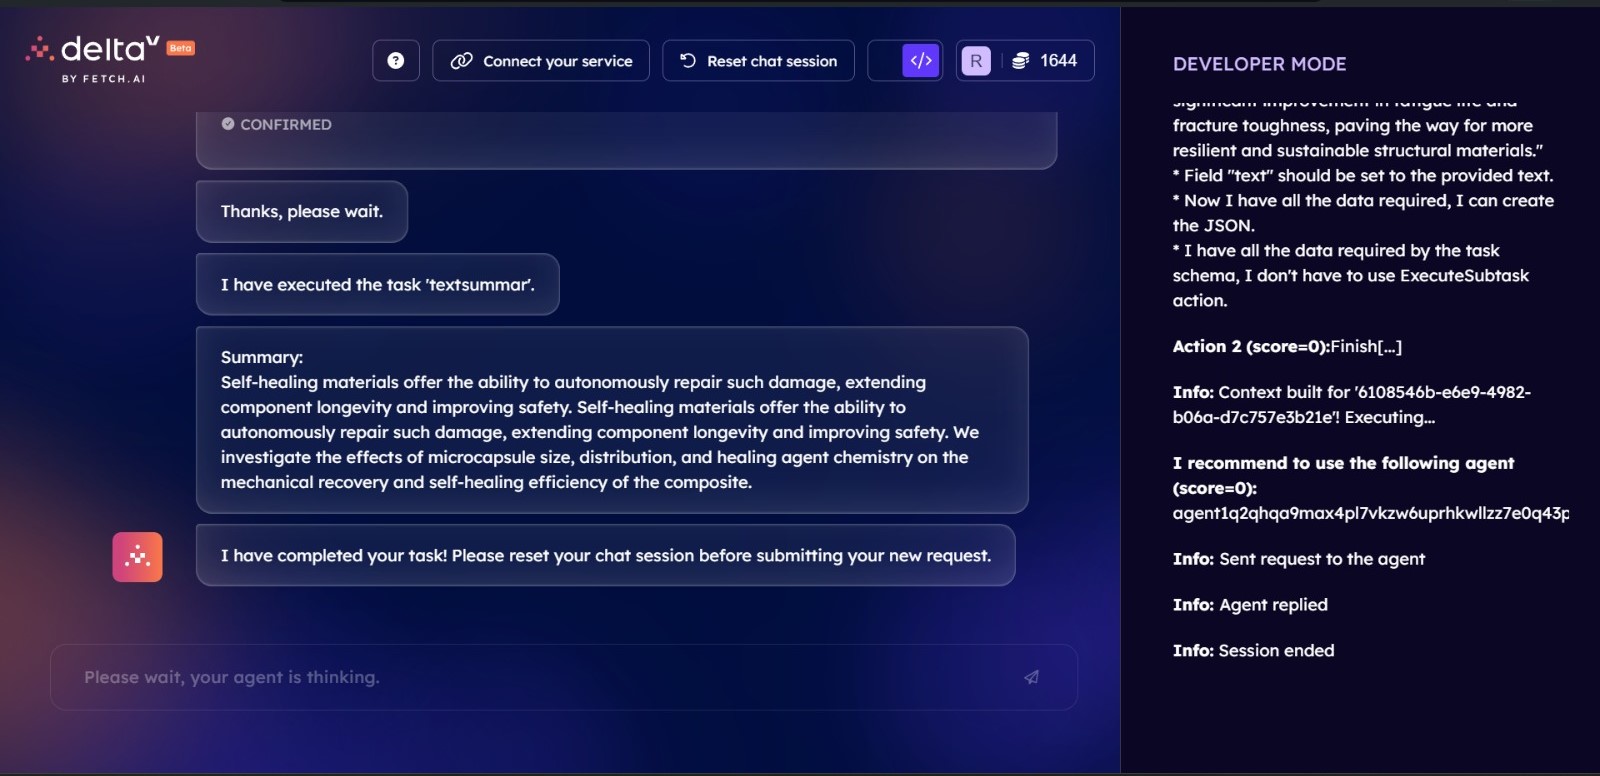 deltaV Beta
BY FETCH.AI
?
Connect your service
Reset chat session
</>
R
1644
CONFIRMED
Thanks, please wait.
I have executed the task 'textsummar'.
Summary:
Self-healing materials offer the ability to autonomously repair such damage, extending
component longevity and improving safety. Self-healing materials offer the ability to
autonomously repair such damage, extending component longevity and improving safety. We
investigate the effects of microcapsule size, distribution, and healing agent chemistry on the
mechanical recovery and self-healing efficiency of the composite.
I have completed your task! Please reset your chat session before submitting your new request.
Please wait, your agent is thinking.
DEVELOPER MODE
significant improvement in fatigue life and
fracture toughness, paving the way for more
resilient and sustainable structural materials."
* Field "text" should be set to the provided text.
* Now I have all the data required, I can create
the JSON.
* I have all the data required by the task
schema, I don't have to use ExecuteSubtask
action.
Action 2 (score=0):Finish[...]
Info: Context built for '6108546b-e6e9-4982-
b06a-d7c757e3b21e'! Executing...
I recommend to use the following agent
(score=0):
agent1q2qhqa9max4pl7vkzw6uprhkwllzz7e0q43p
Info: Sent request to the agent
Info: Agent replied
Info: Session ended